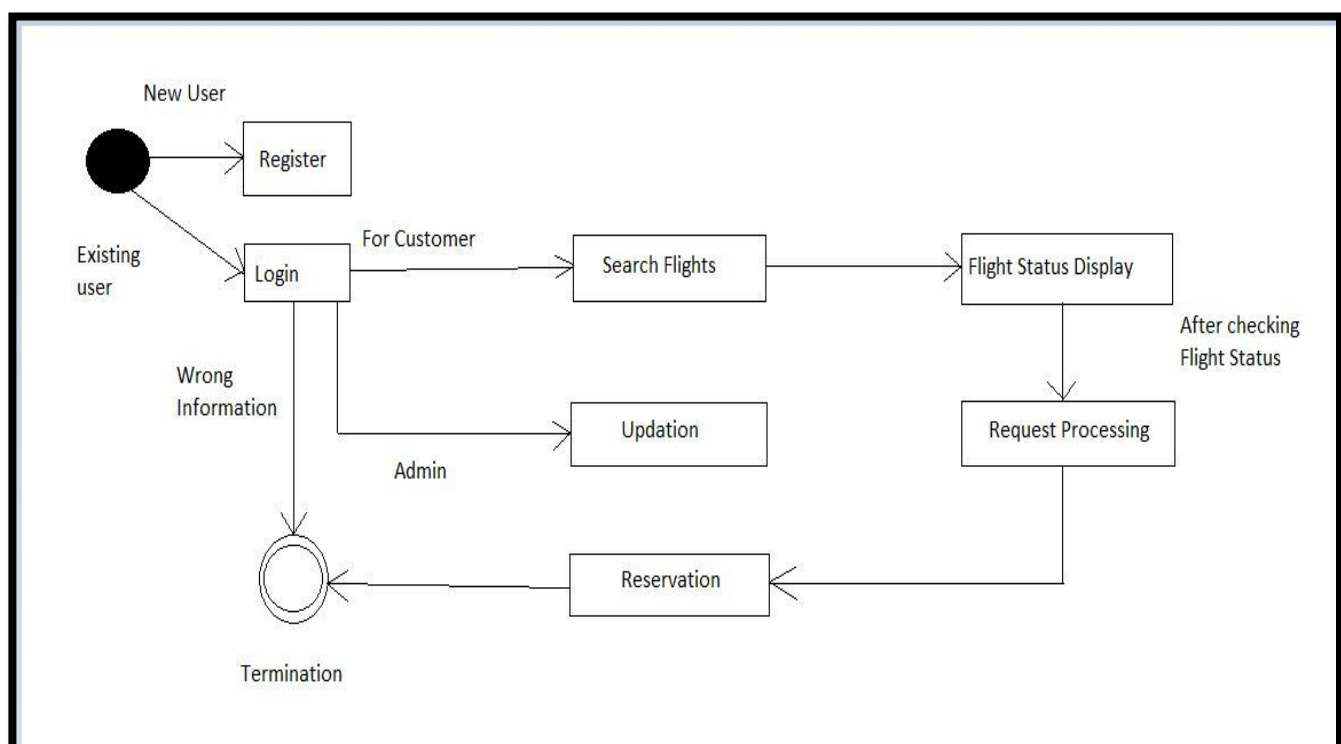 New User
Register
Existing
user
Login
For Customer
Search Flights
Flight Status Display
After checking
Flight Status
Wrong
Information
Admin
Updation
Request Processing
Reservation
Termination